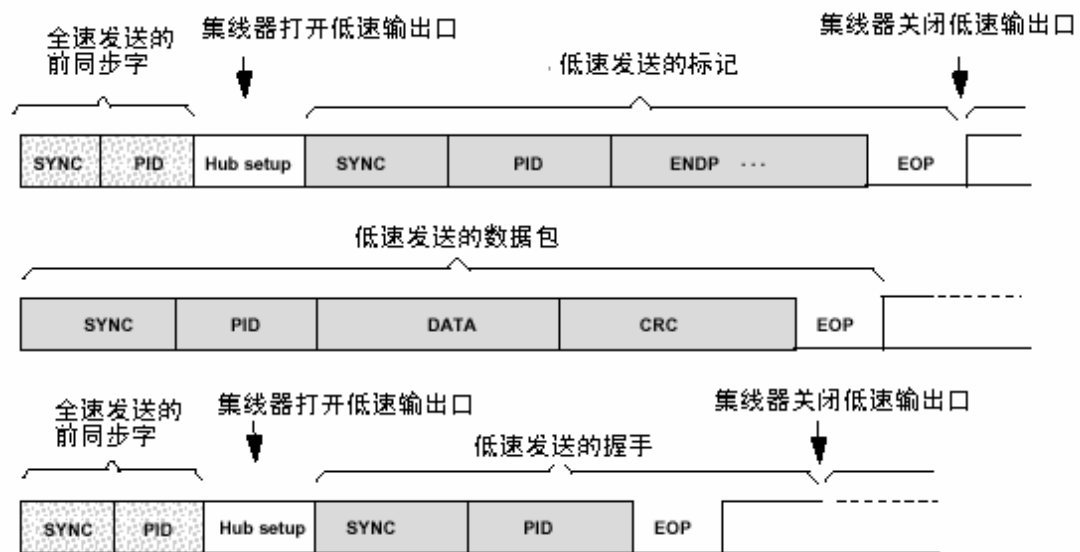 全速发送的
前同步字
集线器打开低速输出口
低速发送的标记
集线器关闭低速输出口
SYNC PID Hub setup SYNC PID ENDP ··· EOP
低速发送的数据包
SYNC PID DATA CRC EOP
全速发送的
前同步字
集线器打开低速输出口
低速发送的握手
集线器关闭低速输出口
SYNC PID Hub setup SYNC PID EOP